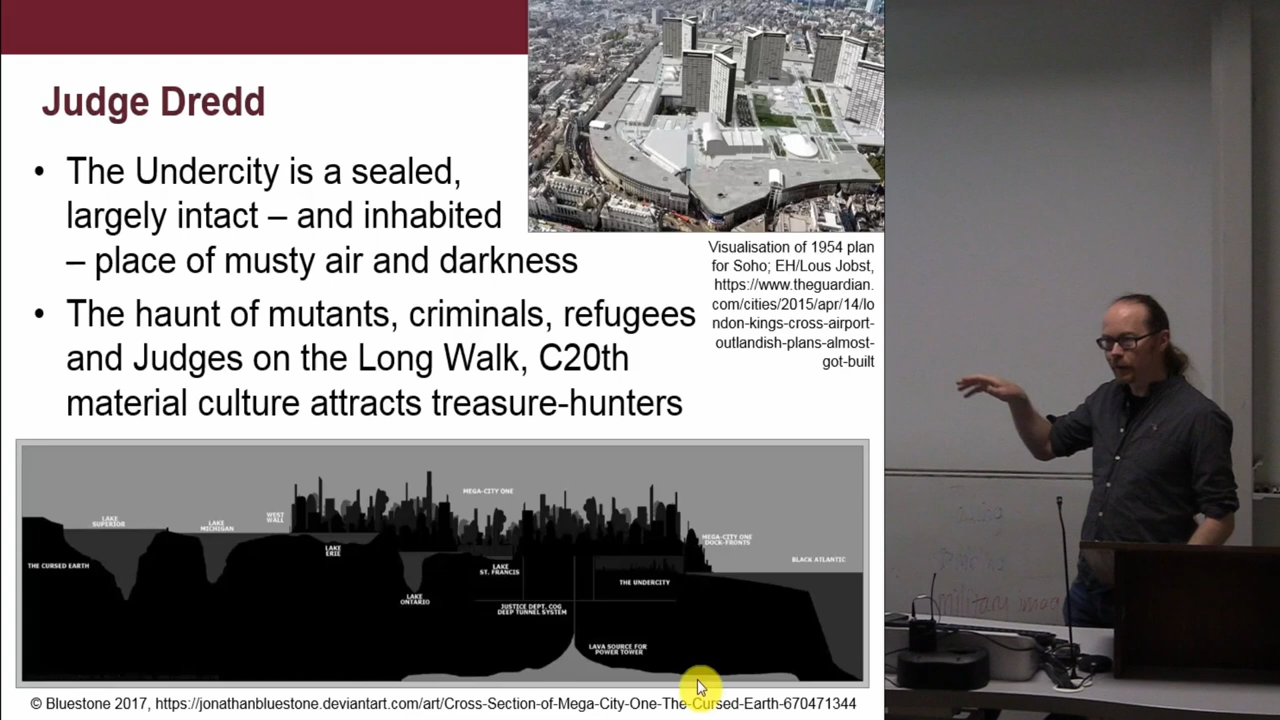 Judge Dredd
• The Undercity is a sealed,
largely intact – and inhabited
– place of musty air and darkness
• The haunt of mutants, criminals, refugees
and Judges on the Long Walk, C20th
material culture attracts treasure-hunters
Visualisation of 1954 plan
for Soho; EH/Lous Jobst,
https://www.theguardian.
com/cities/2015/apr/14/lo
ndon-kings-cross-airport-
outlandish-plans-almost-
got-built
MEGA-CITY ONE
LAKE
SUPERIOR
LAKE
MICHIGAN
WEST
WALL
LAKE
ERIE
MEGA-CITY ONE
DOCK-FRONTS
BLACK ATLANTIC
THE CURSED EARTH
LAKE
ST. FRANCIS
THE UNDERCITY
LAKE
ONTARIO
JUSTICE DEPT. COG
DEEP TUNNEL SYSTEM
LAVA SOURCE FOR
POWER TOWER
© Bluestone 2017, https://jonathanbluestone.deviantart.com/art/Cross-Section-of-Mega-City-One-The-Cursed-Earth-670471344
military